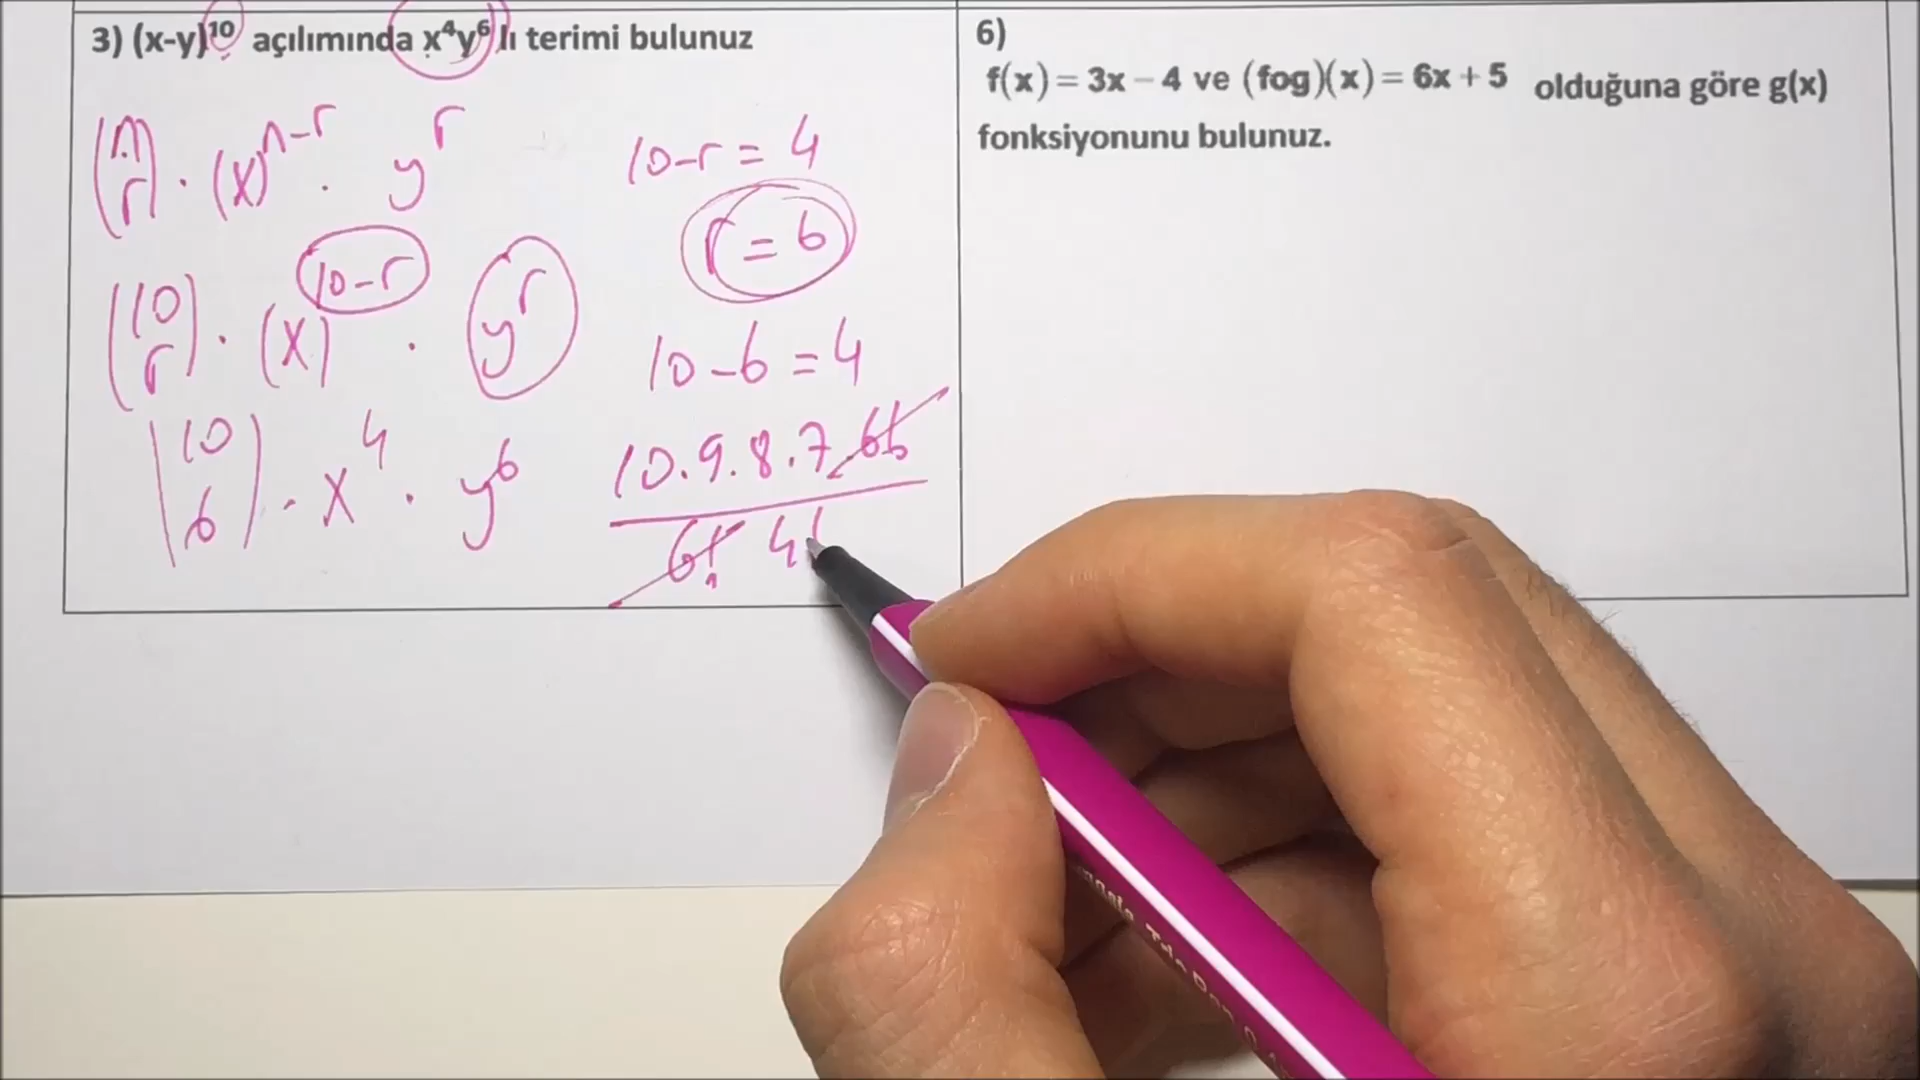 3) (x-y)¹⁰ açılımında x⁴y⁶ lı terimi bulunuz
(n r) . (x)ⁿ⁻ʳ . yʳ
(10 r) . (x)¹⁰⁻ʳ . yʳ
(10 6) . x⁴ . y⁶
10-r = 4
r = 6
10-6 = 4
10.9.8.7.6!
6! 4!
6)
f(x) = 3x – 4 ve (fog)(x) = 6x + 5 olduğuna göre g(x)
fonksiyonunu bulunuz.